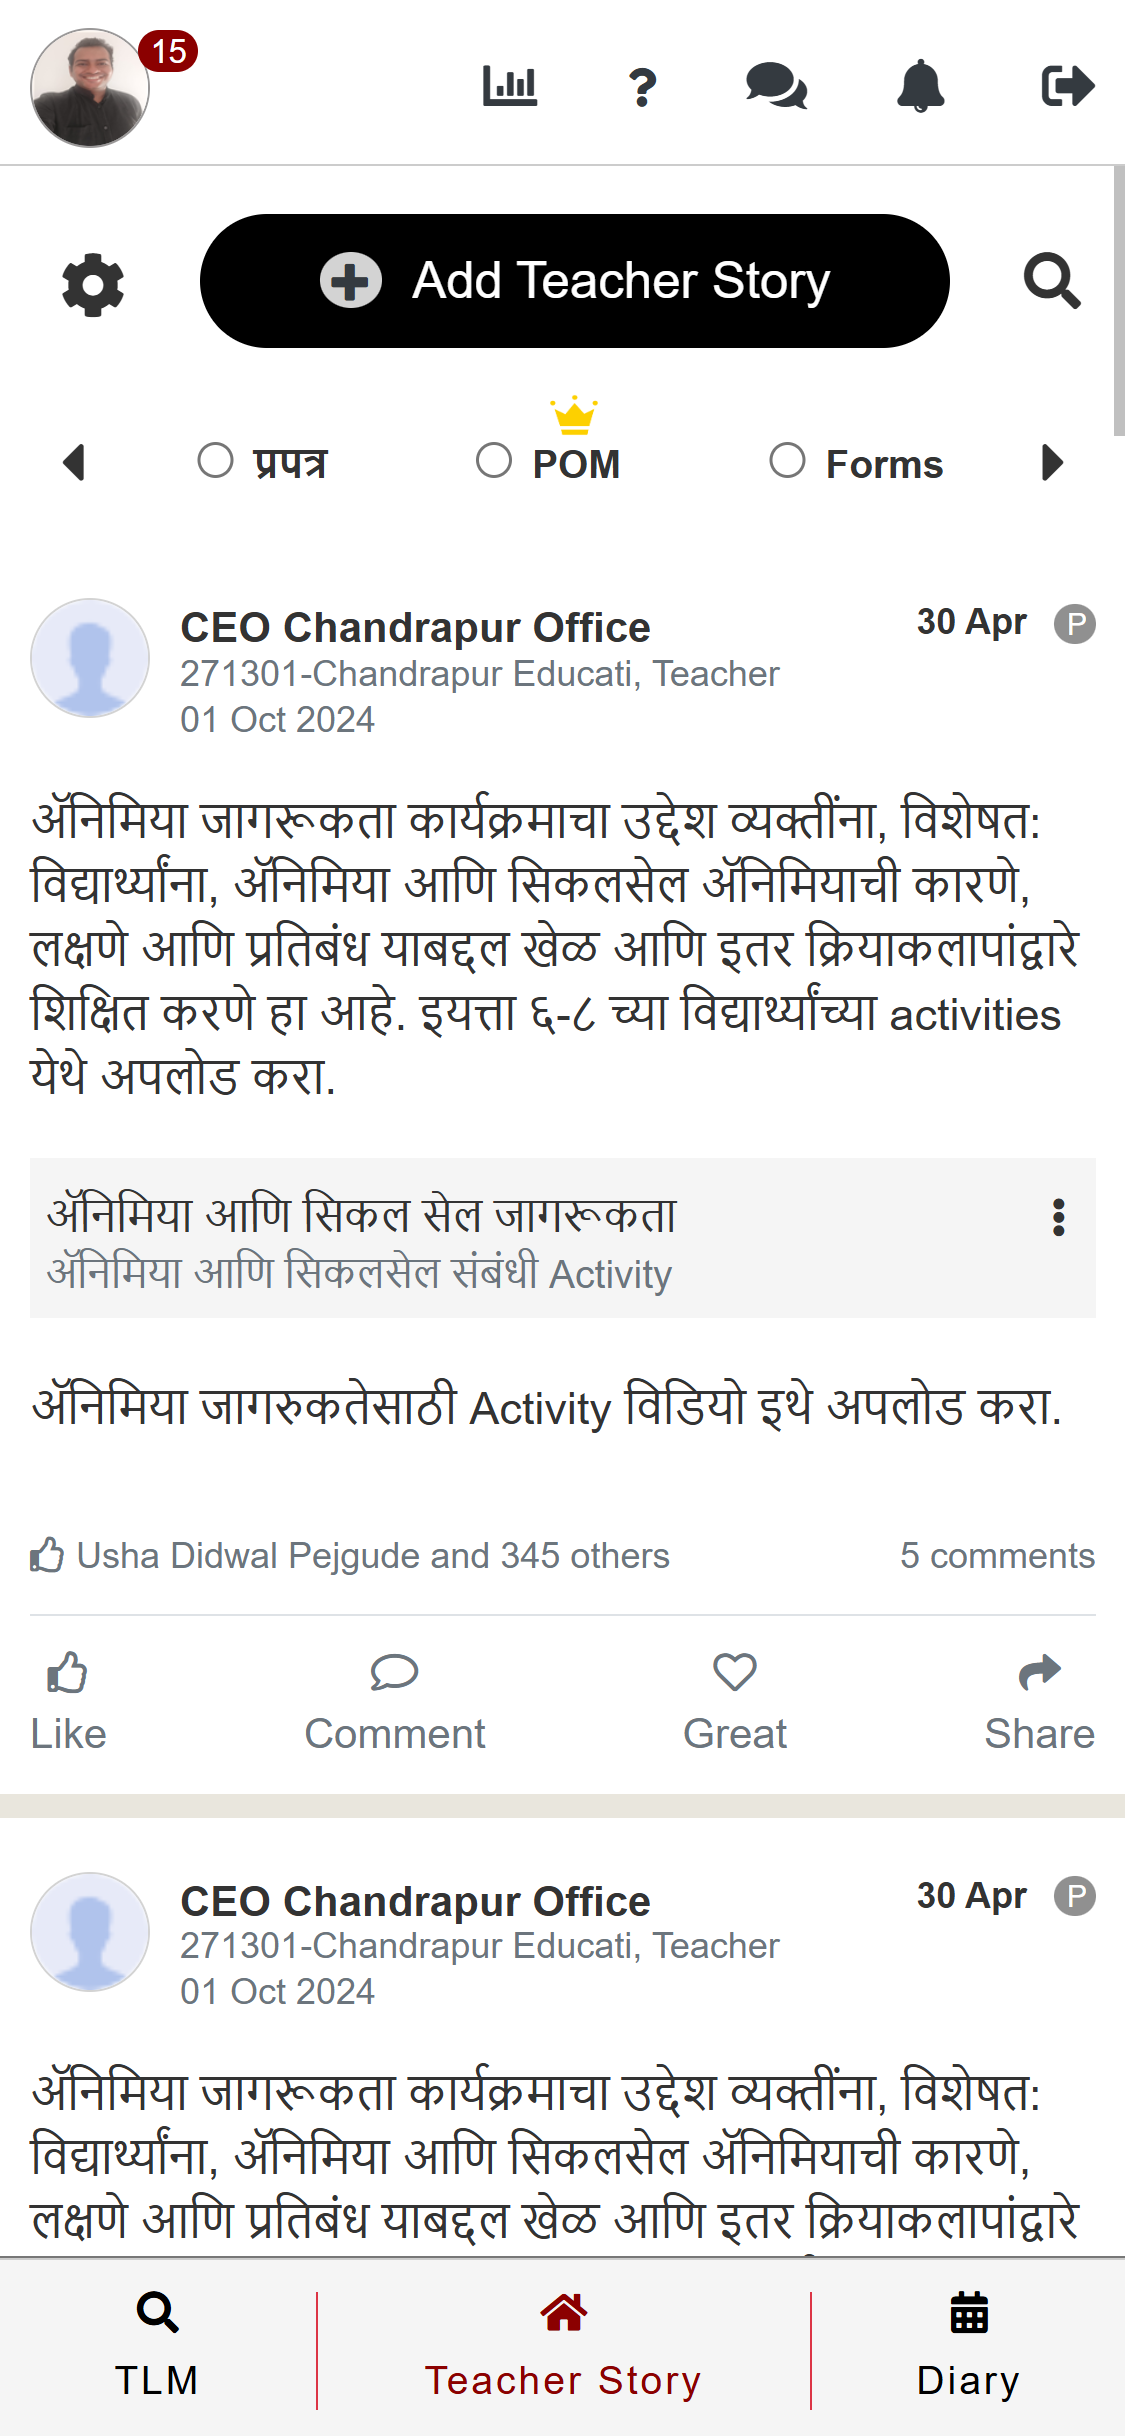 15
Add Teacher Story
प्रपत्र
POM
Forms
CEO Chandrapur Office
30 Apr
P
271301-Chandrapur Educati, Teacher
01 Oct 2024
ॲनिमिया जागरूकता कार्यक्रमाचा उद्देश व्यक्तींना, विशेषत:
विद्यार्थ्यांना, ॲनिमिया आणि सिकलसेल ॲनिमियाची कारणे,
लक्षणे आणि प्रतिबंध याबद्दल खेळ आणि इतर क्रियाकलापांद्वारे
शिक्षित करणे हा आहे. इयत्ता ६-८ च्या विद्यार्थ्यांच्या activities
येथे अपलोड करा.
ॲनिमिया आणि सिकल सेल जागरूकता
ॲनिमिया आणि सिकलसेल संबंधी Activity
ॲनिमिया जागरुकतेसाठी Activity विडियो इथे अपलोड करा.
Usha Didwal Pejgude and 345 others
5 comments
Like
Comment
Great
Share
CEO Chandrapur Office
30 Apr
P
271301-Chandrapur Educati, Teacher
01 Oct 2024
ॲनिमिया जागरूकता कार्यक्रमाचा उद्देश व्यक्तींना, विशेषत:
विद्यार्थ्यांना, ॲनिमिया आणि सिकलसेल ॲनिमियाची कारणे,
लक्षणे आणि प्रतिबंध याबद्दल खेळ आणि इतर क्रियाकलापांद्वारे
TLM
Teacher Story
Diary